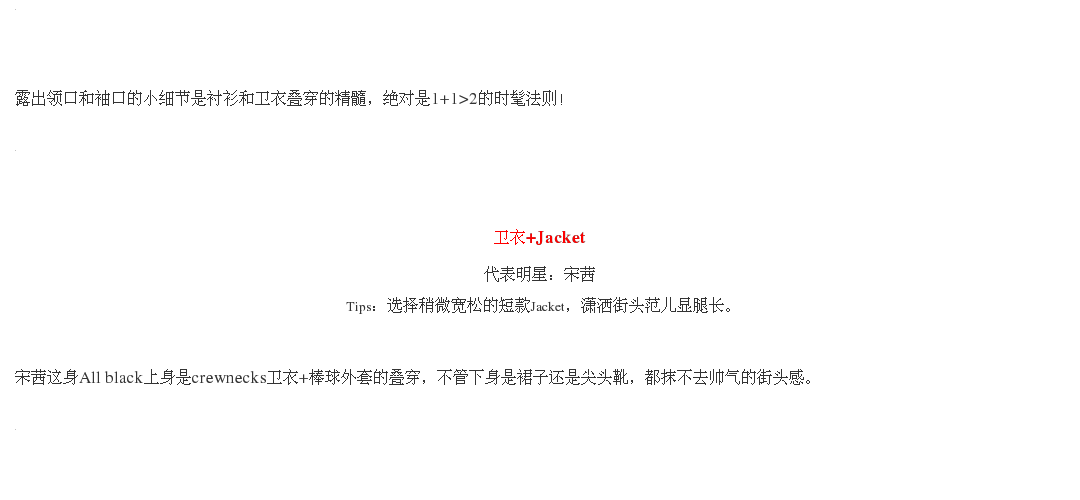 露出领口和袖口的小细节是衬衫和卫衣叠穿的精髓，绝对是1+1>2的时髦法则！
卫衣+Jacket
代表明星：宋茜
Tips：选择稍微宽松的短款Jacket，潇洒街头范儿显腿长。
宋茜这身All black上身是crewnecks卫衣+棒球外套的叠穿，不管下身是裙子还是尖头靴，都抹不去帅气的街头感。